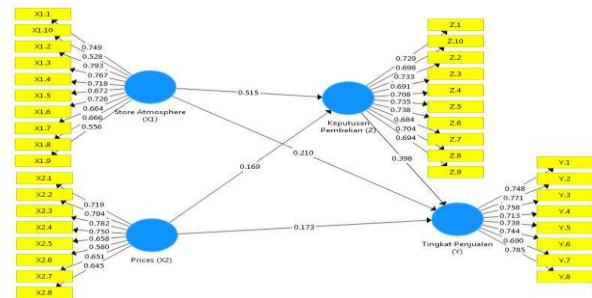 X1.1
X1.10
X1.2
X1.3
X1.4
X1.5
X1.6
X1.7
X1.8
X1.9
0.749
0.528
0.793
0.767
0.718
0.672
0.726
0.664
0.666
0.556
Store Atmosphere
(X1)
X2.1
X2.2
X2.3
X2.4
X2.5
X2.6
X2.7
X2.8
0.719
0.794
0.782
0.750
0.658
0.580
0.651
0.645
Prices (X2)
0.515
0.169
0.210
0.173
0.398
Keputusan
Pembelian (Z)
0.729
0.698
0.733
0.691
0.708
0.735
0.738
0.684
0.704
0.694
Z.1
Z.10
Z.2
Z.3
Z.4
Z.5
Z.6
Z.7
Z.8
Z.9
Tingkat Penjualan
(Y)
0.748
0.771
0.758
0.713
0.738
0.744
0.690
0.785
Y.1
Y.2
Y.3
Y.4
Y.5
Y.6
Y.7
Y.8